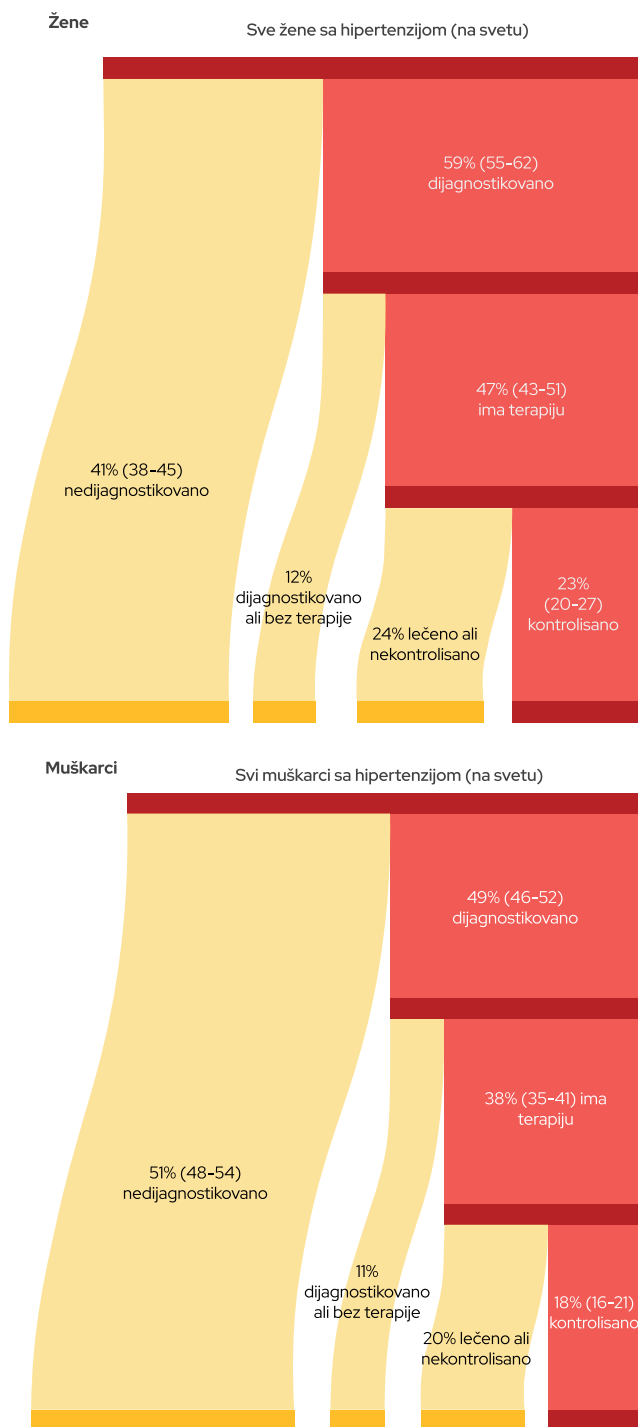 Žene
Sve žene sa hipertenzijom (na svetu)
59% (55-62)
dijagnostikovano
47% (43-51)
ima terapiju
41% (38-45)
nedijagnostikovano
12%
dijagnostikovano
ali bez terapije
24% lečeno ali
nekontrolisano
23%
(20-27)
kontrolisano
Muškarci
Svi muškarci sa hipertenzijom (na svetu)
49% (46-52)
dijagnostikovano
38% (35-41) ima
terapiju
51% (48-54)
nedijagnostikovano
11%
dijagnostikovano
ali bez terapije
20% lečeno ali
nekontrolisano
18% (16-21)
kontrolisano